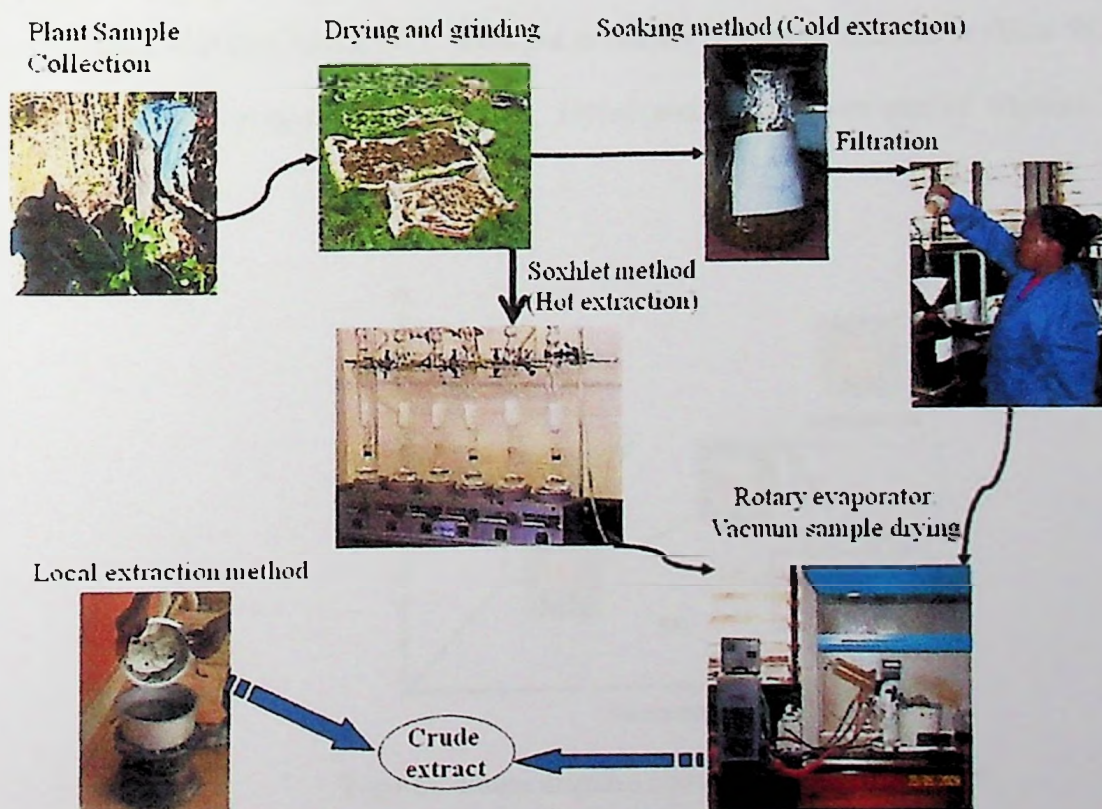 Plant Sample
Collection
Drying and grinding
Soaking method (Cold extraction)
Filtration
Soxhlet method
(Hot extraction)
Rotary evaporator
Vacuum sample drying
Local extraction method
Crude
extract